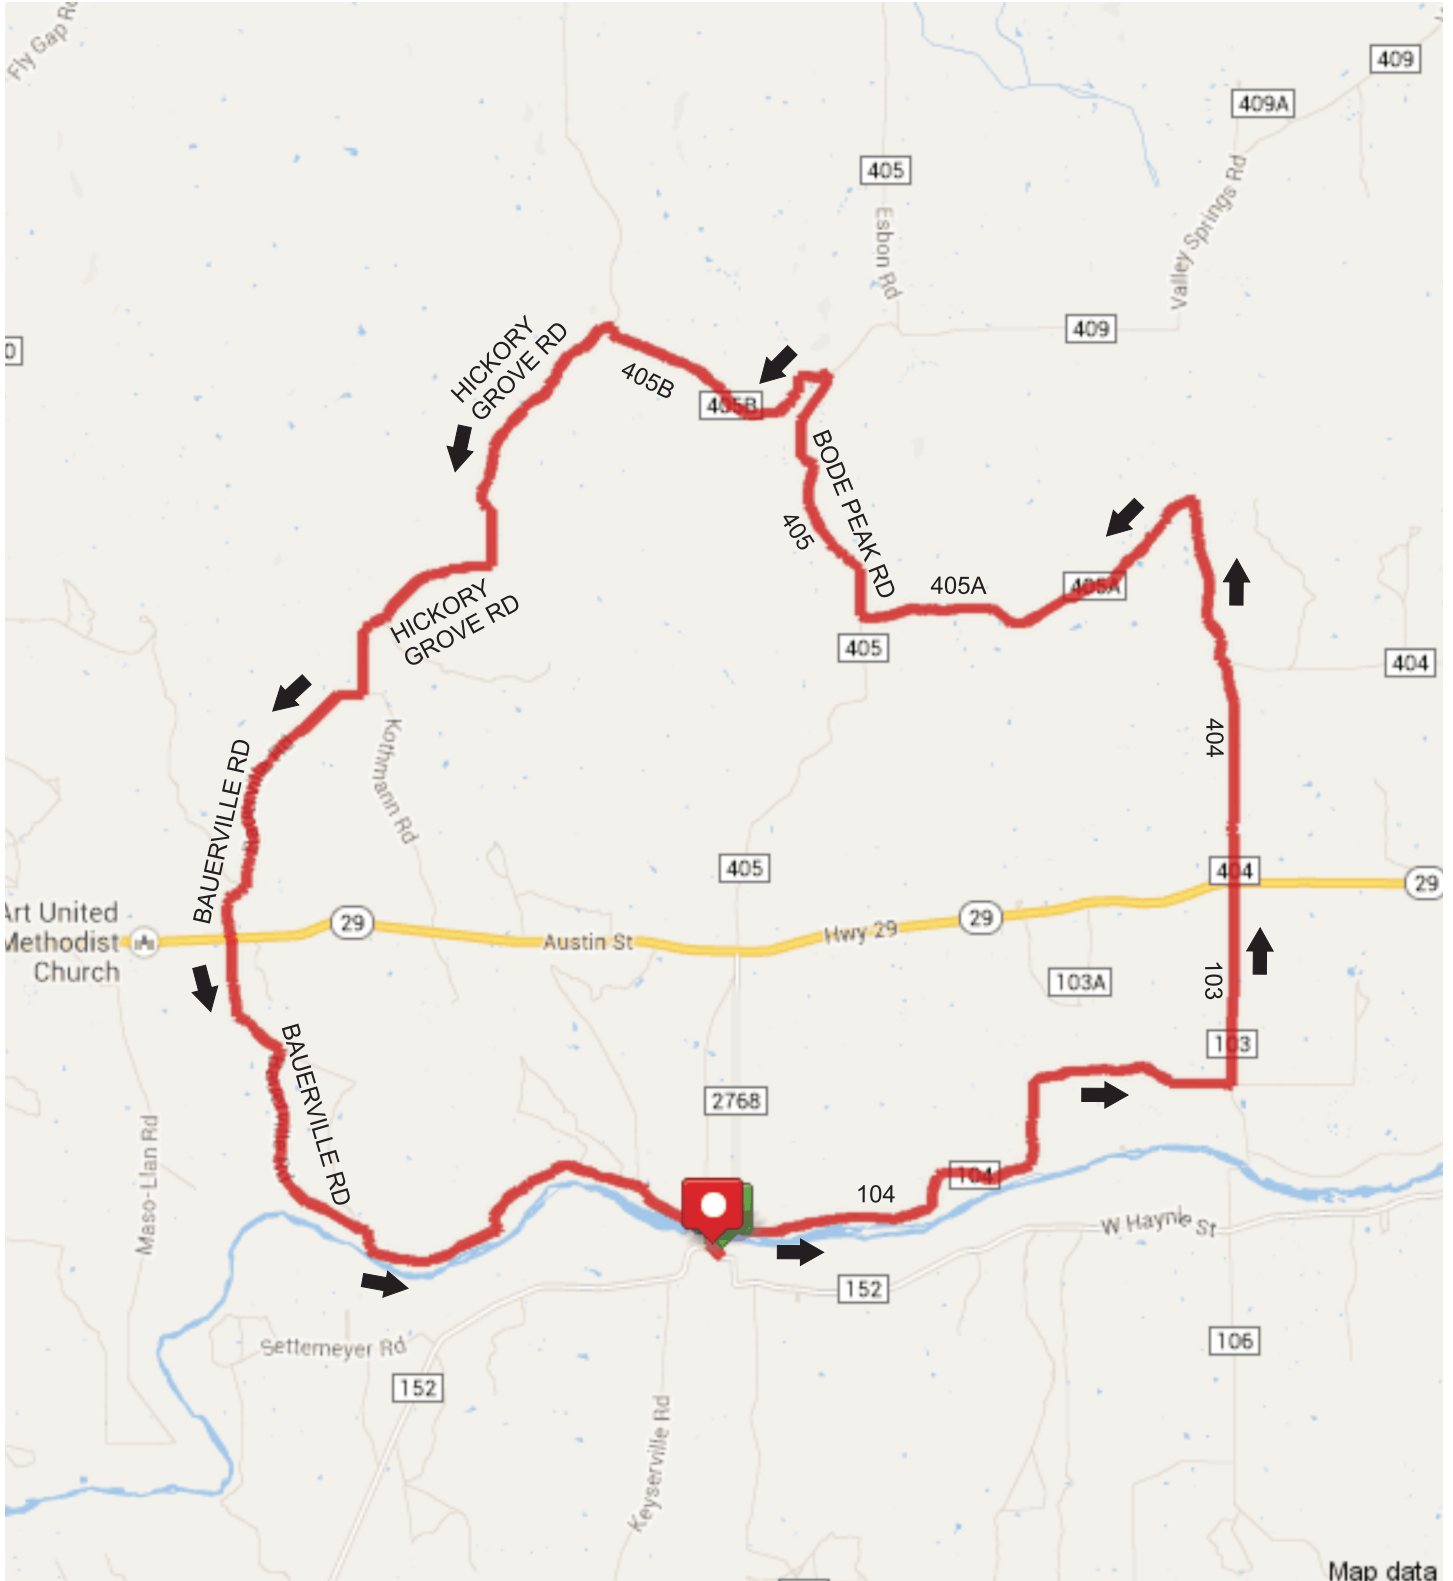 Fly Gap Rd
409
409A
405
Esbon Rd
Valley Springs Rd
409
0
HICKORY
GROVE RD
405B
405B
BODE PEAK RD
405
405A
405A
HICKORY
GROVE RD
405
404
404
Kothmann Rd
BAUERVILLE RD
405
404
29
Art United
Methodist
Church
29
Austin St
Hwy 29
29
103A
103
103
BAUERVILLE RD
2768
Maso-Llan Rd
104
104
W Haynie St
152
Settemeyer Rd
106
152
Keyserville Rd
Map data